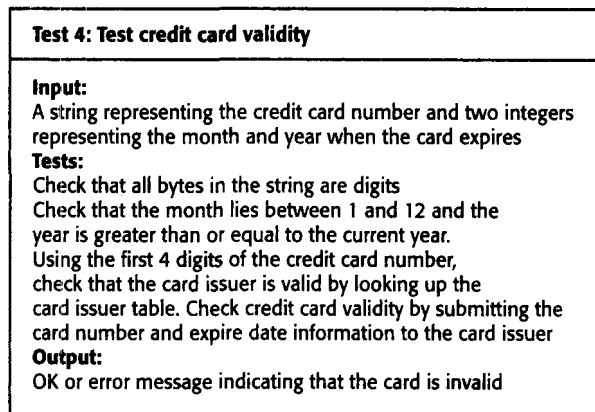 Test 4: Test credit card validity
Input:
A string representing the credit card number and two integers
representing the month and year when the card expires
Tests:
Check that all bytes in the string are digits
Check that the month lies between 1 and 12 and the
year is greater than or equal to the current year.
Using the first 4 digits of the credit card number,
check that the card issuer is valid by looking up the
card issuer table. Check credit card validity by submitting the
card number and expire date information to the card issuer
Output:
OK or error message indicating that the card is invalid